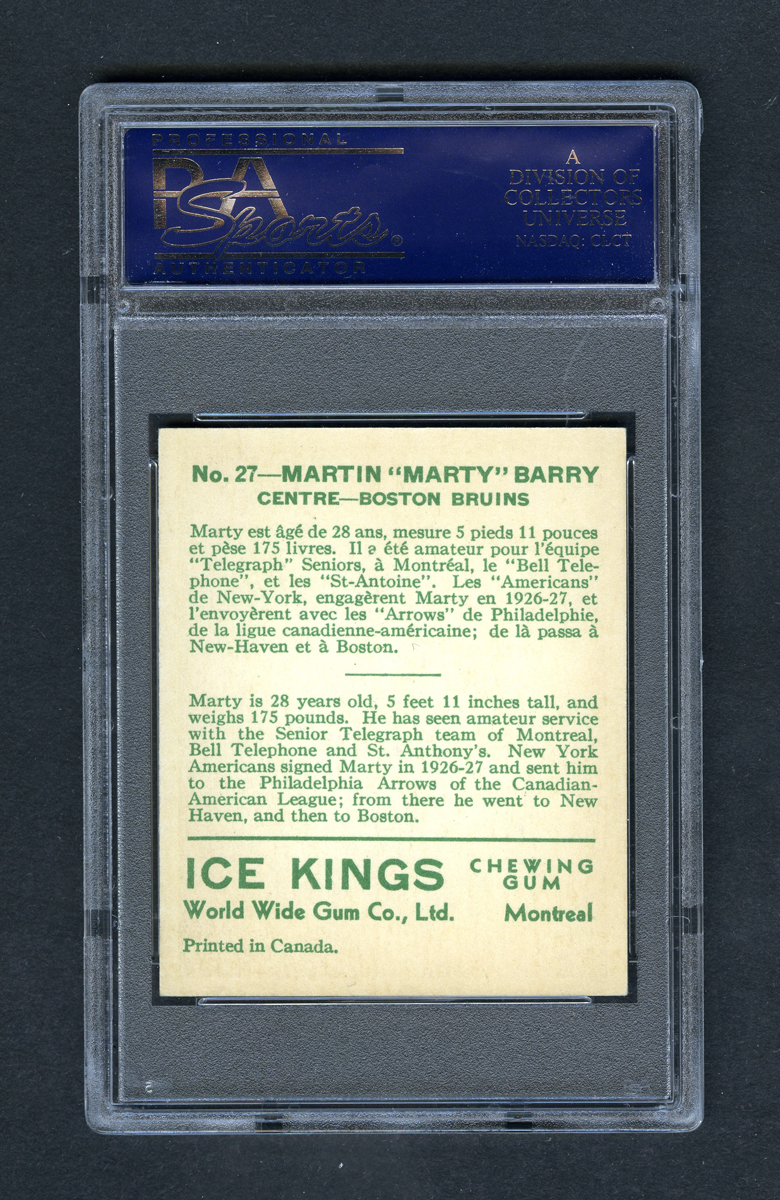 PROFESSIONAL
PSA
Sports®
AUTHENTICATOR
A
DIVISION OF
COLLECTORS
UNIVERSE
NASDAQ: CLCT
No. 27—MARTIN “MARTY” BARRY
CENTRE—BOSTON BRUINS
Marty est âgé de 28 ans, mesure 5 pieds 11 pouces
et pèse 175 livres. Il a été amateur pour l'équipe
“Telegraph” Seniors, à Montréal, le “Bell Tele-
phone”, et les “St-Antoine”. Les “Americans”
de New-York, engagèrent Marty en 1926-27, et
l'envoyèrent avec les “Arrows” de Philadelphie,
de la ligue canadienne-américaine; de là passa à
New-Haven et à Boston.
Marty is 28 years old, 5 feet 11 inches tall, and
weighs 175 pounds. He has seen amateur service
with the Senior Telegraph team of Montreal,
Bell Telephone and St. Anthony's. New York
Americans signed Marty in 1926-27 and sent him
to the Philadelphia Arrows of the Canadian-
American League; from there he went to New
Haven, and then to Boston.
ICE KINGS CHEWING GUM
World Wide Gum Co., Ltd. Montreal
Printed in Canada.